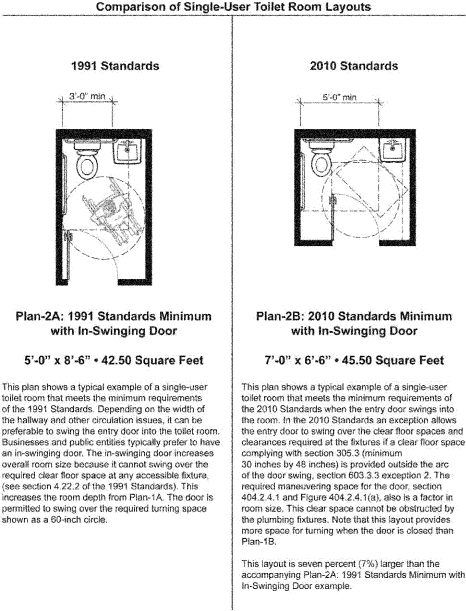 Comparison of Single-User Toilet Room Layouts
1991 Standards
3'-0" min
Plan-2A: 1991 Standards Minimum
with In-Swinging Door
5'-0" x 8'-6" • 42.50 Square Feet
This plan shows a typical example of a single-user
toilet room that meets the minimum requirements
of the 1991 Standards. Depending on the width of
the hallway and other circulation issues, it can be
preferable to swing the entry door into the toilet room.
Businesses and public entities typically prefer to have
an in-swinging door. The in-swinging door increases
overall room size because it cannot swing over the
required clear floor space at any accessible fixture,
(see section 4.22.2 of the 1991 Standards). This
increases the room depth from Plan-1A. The door is
permitted to swing over the required turning space
shown as a 60-inch circle.
2010 Standards
5'-0" min
Plan-2B: 2010 Standards Minimum
with In-Swinging Door
7'-0" x 6'-6" • 45.50 Square Feet
This plan shows a typical example of a single-user
toilet room that meets the minimum requirements of
the 2010 Standards when the entry door swings into
the room. In the 2010 Standards an exception allows
the entry door to swing over the clear floor spaces and
clearances required at the fixtures if a clear floor space
complying with section 305.3 (minimum
30 inches by 48 inches) is provided outside the arc
of the door swing, section 603.3.3 exception 2. The
required maneuvering space for the door, section
404.2.4.1 and Figure 404.2.4.1(a), also is a factor in
room size. This clear space cannot be obstructed by
the plumbing fixtures. Note that this layout provides
more space for turning when the door is closed than
Plan-1B.
This layout is seven percent (7%) larger than the
accompanying Plan-2A: 1991 Standards Minimum with
In-Swinging Door example.